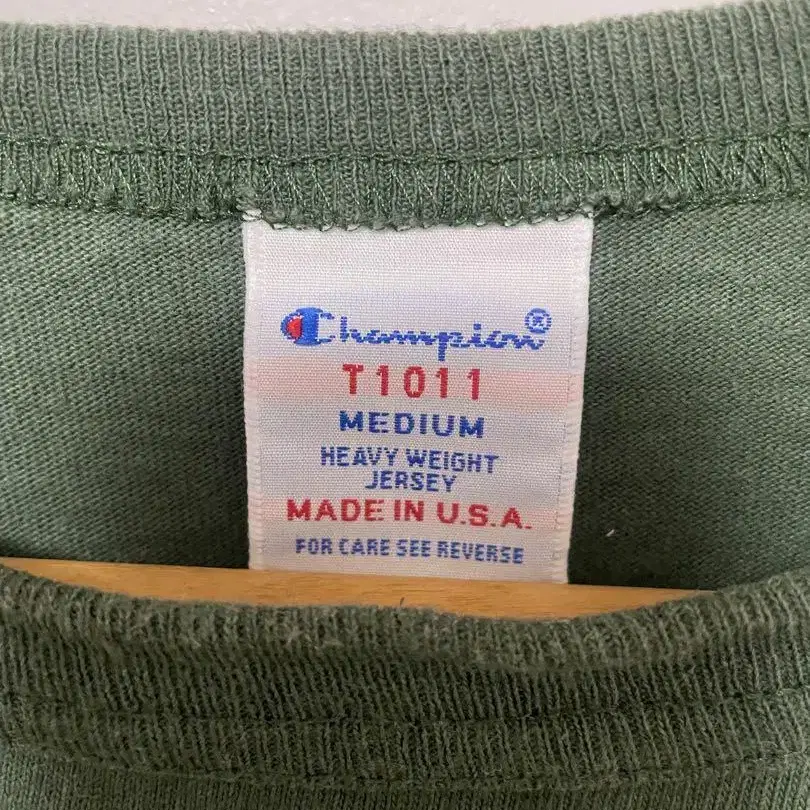 Champion®
T1011
MEDIUM
HEAVY WEIGHT
JERSEY
MADE IN U.S.A.
FOR CARE SEE REVERSE